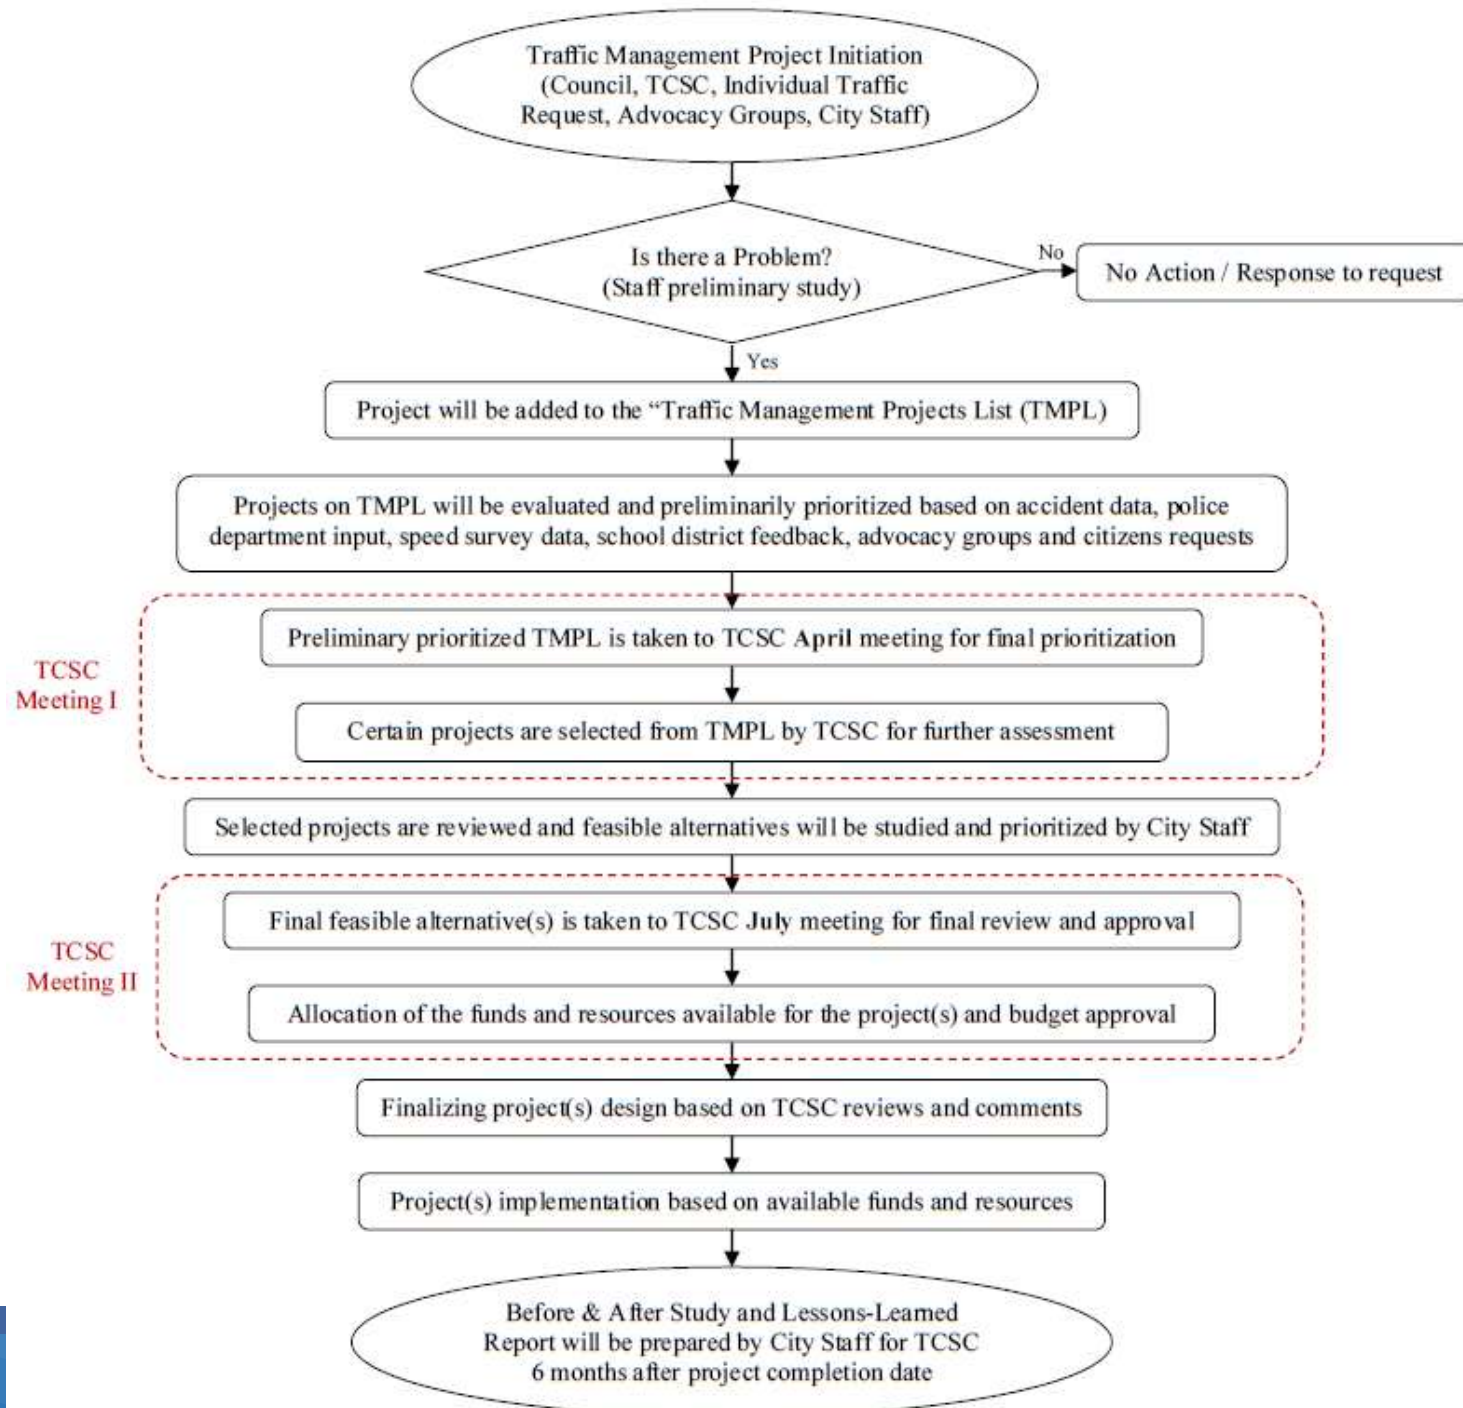 Traffic Management Project Initiation
(Council, TCSC, Individual Traffic
Request, Advocacy Groups, City Staff)
Is there a Problem?
(Staff preliminary study)
No
No Action / Response to request
Yes
Project will be added to the “Traffic Management Projects List (TMPL)
Projects on TMPL will be evaluated and preliminarily prioritized based on accident data, police
department input, speed survey data, school district feedback, advocacy groups and citizens requests
TCSC
Meeting I
Preliminary prioritized TMPL is taken to TCSC April meeting for final prioritization
Certain projects are selected from TMPL by TCSC for further assessment
Selected projects are reviewed and feasible alternatives will be studied and prioritized by City Staff
TCSC
Meeting II
Final feasible alternative(s) is taken to TCSC July meeting for final review and approval
Allocation of the funds and resources available for the project(s) and budget approval
Finalizing project(s) design based on TCSC reviews and comments
Project(s) implementation based on available funds and resources
Before & After Study and Lessons-Learned
Report will be prepared by City Staff for TCSC
6 months after project completion date